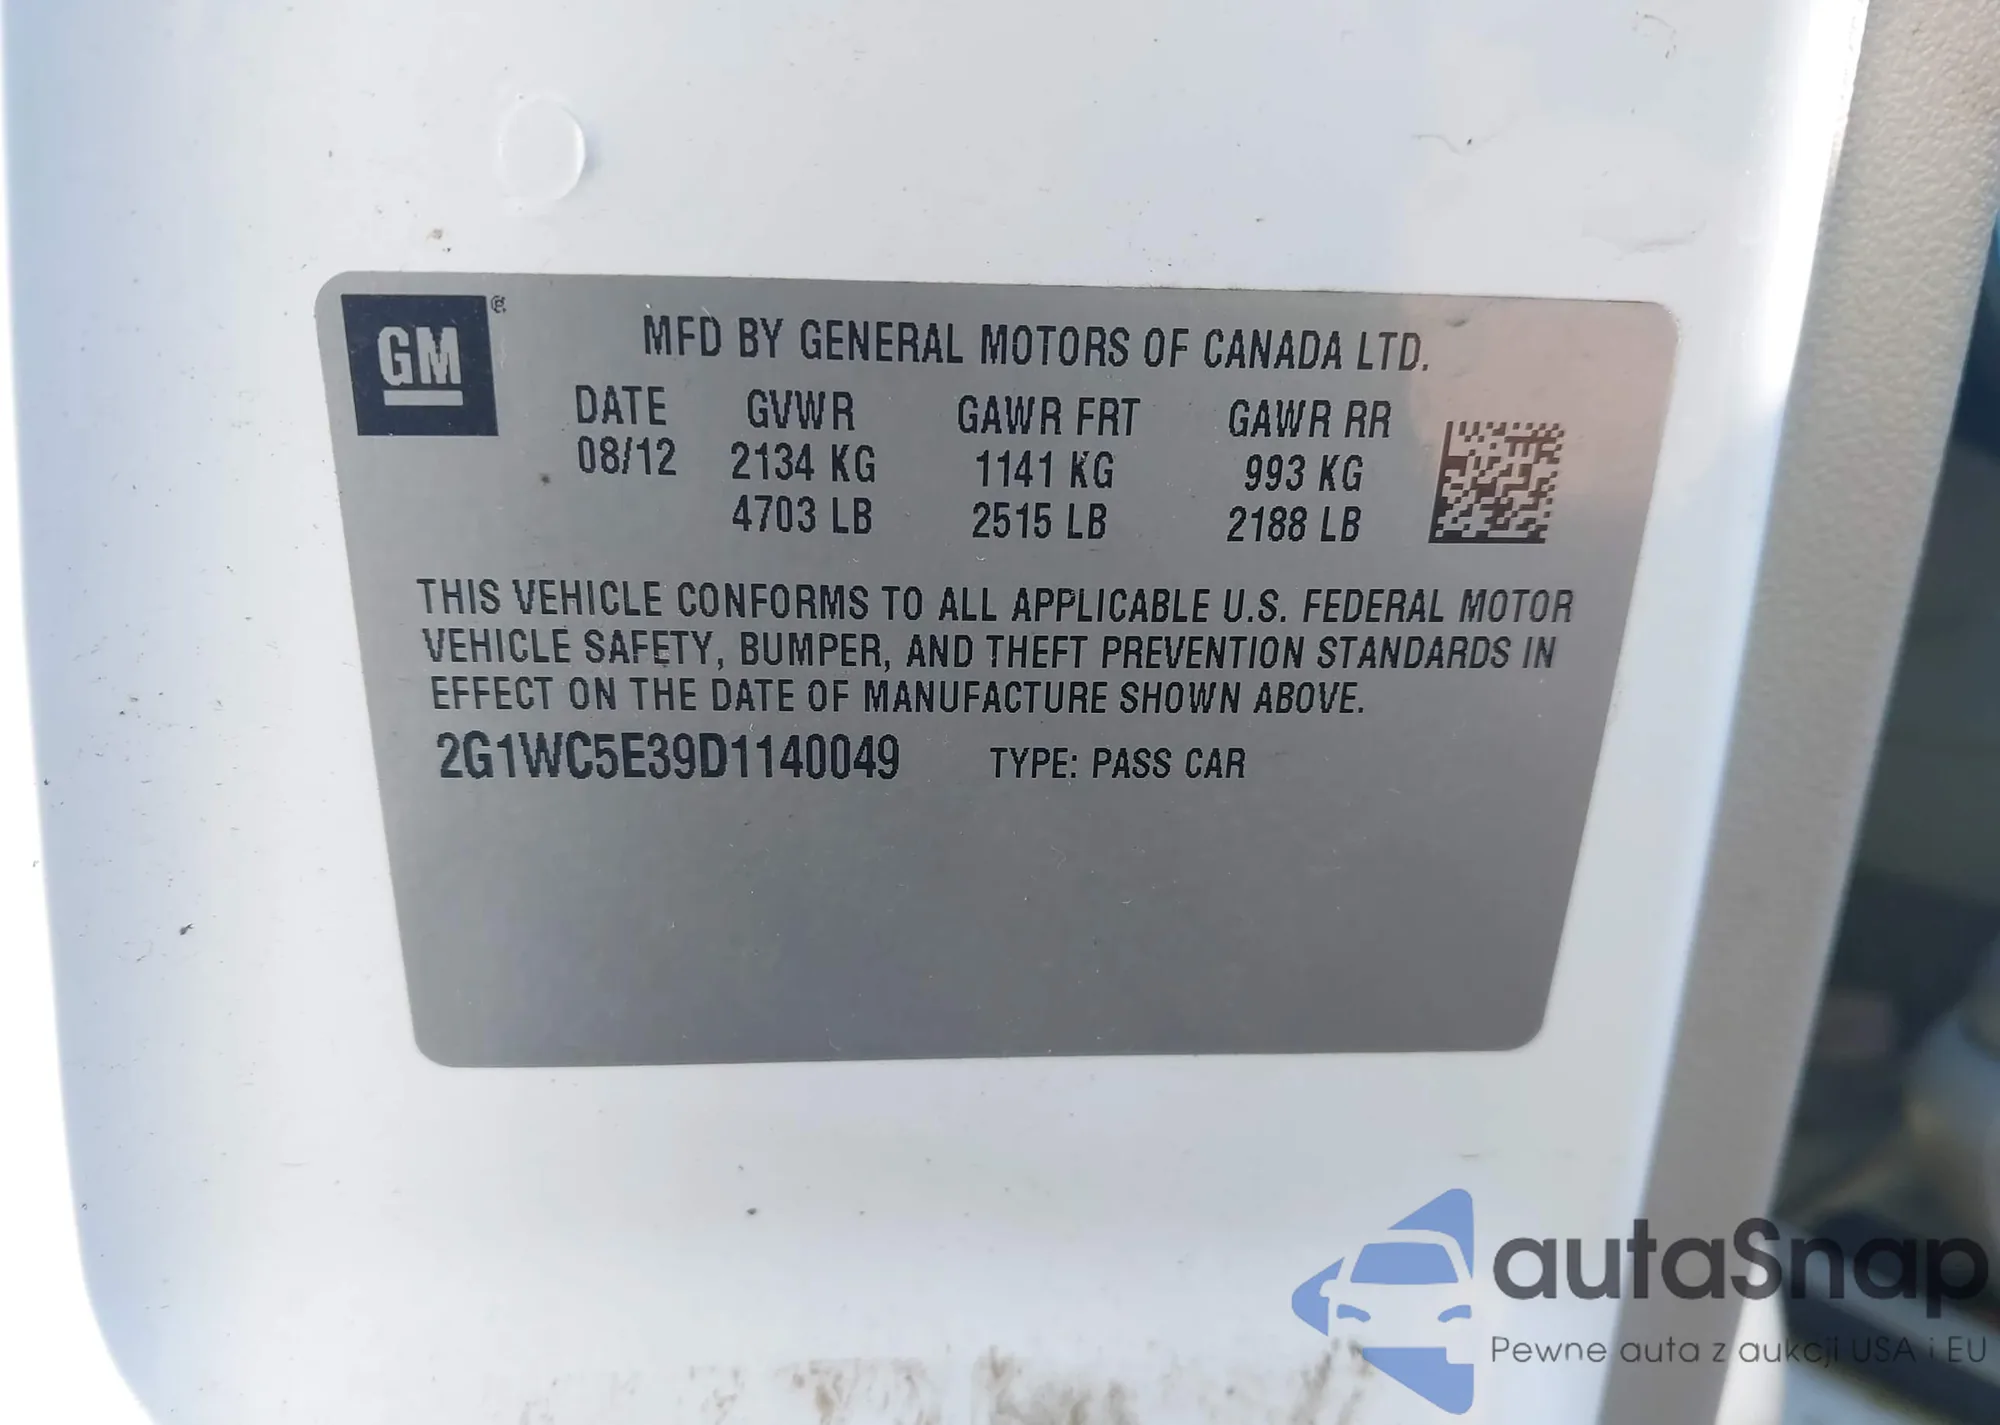 GM
MFD BY GENERAL MOTORS OF CANADA LTD.
DATE GVWR GAWR FRT GAWR RR
08/12 2134 KG 1141 KG 993 KG
4703 LB 2515 LB 2188 LB
THIS VEHICLE CONFORMS TO ALL APPLICABLE U.S. FEDERAL MOTOR
VEHICLE SAFETY, BUMPER, AND THEFT PREVENTION STANDARDS IN
EFFECT ON THE DATE OF MANUFACTURE SHOWN ABOVE.
2G1WC5E39D1140049 TYPE: PASS CAR
autaSnap
Pewne auta z aukcji USA i EU